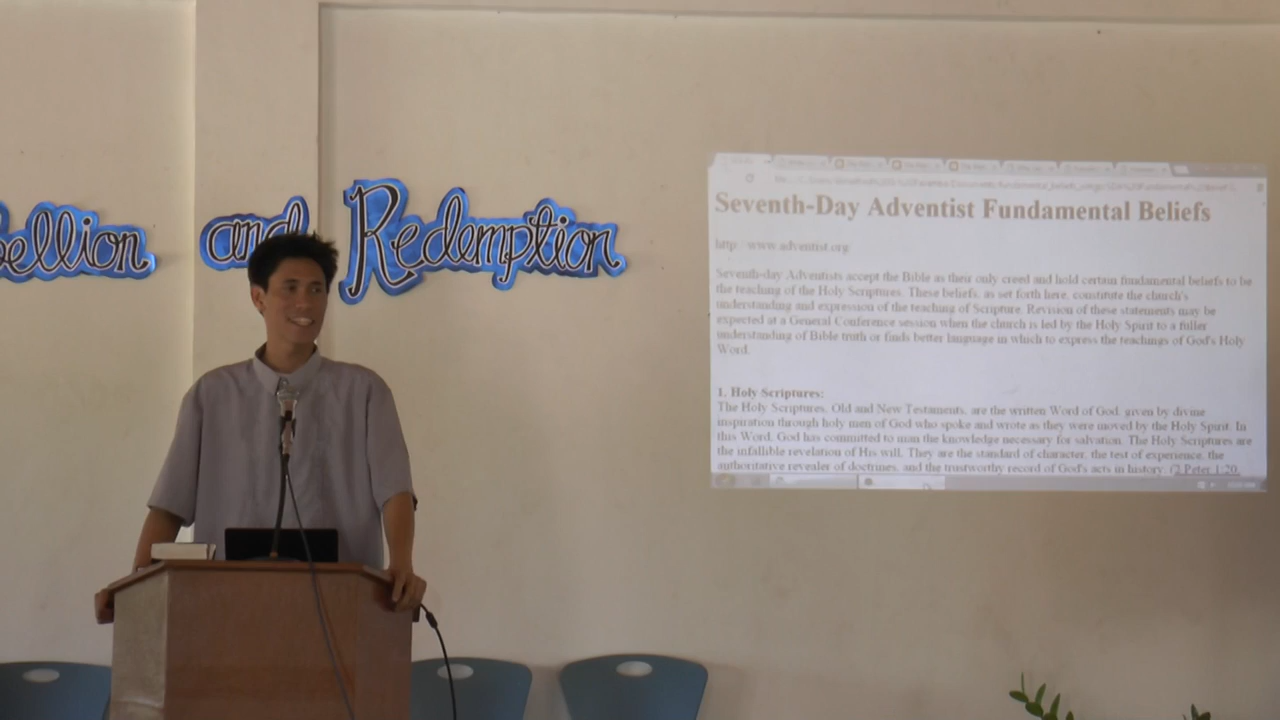 ellion and Redemption
Seventh-Day Adventist Fundamental Beliefs
http://www.adventist.org
Seventh-day Adventists accept the Bible as their only creed and hold certain fundamental beliefs to be
the teaching of the Holy Scriptures. These beliefs, as set forth here, constitute the church's
understanding and expression of the teaching of Scripture. Revision of these statements may be
expected at a General Conference session when the church is led by the Holy Spirit to a fuller
understanding of Bible truth or finds better language in which to express the teachings of God's Holy
Word.
1. Holy Scriptures:
The Holy Scriptures, Old and New Testaments, are the written Word of God, given by divine
inspiration through holy men of God who spoke and wrote as they were moved by the Holy Spirit. In
this Word, God has committed to man the knowledge necessary for salvation. The Holy Scriptures are
the infallible revelation of His will. They are the standard of character, the test of experience, the
authoritative revealer of doctrines, and the trustworthy record of God's acts in history. (2 Peter 1:20,